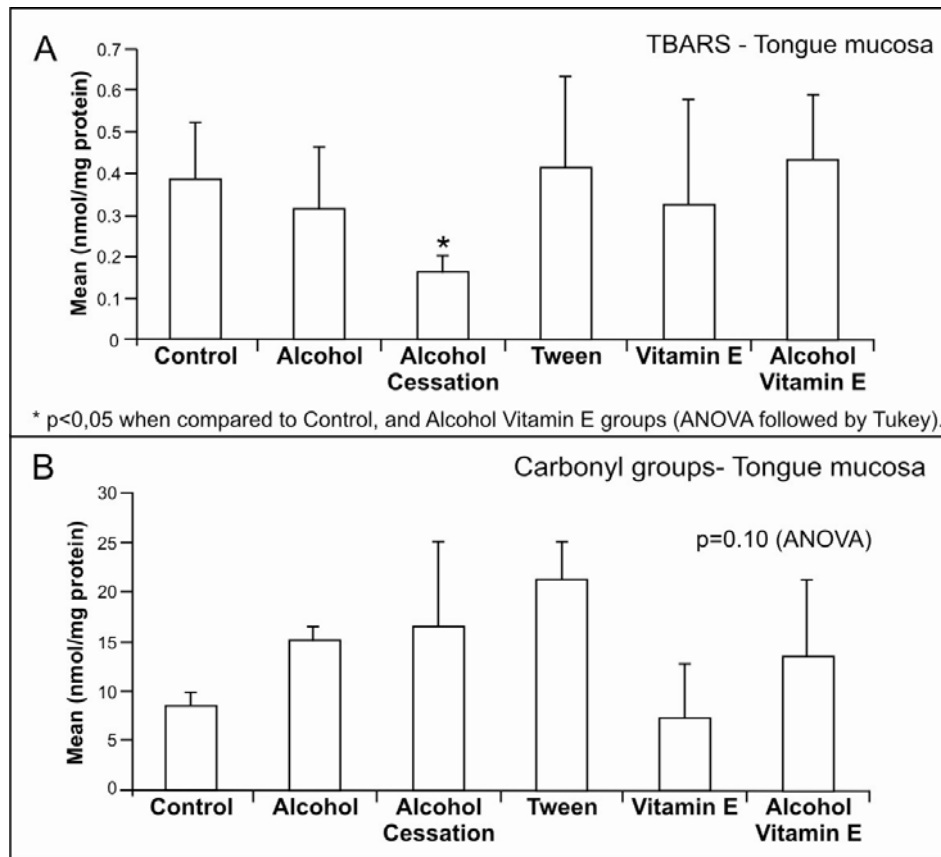 A
TBARS - Tongue mucosa
Mean (nmol/mg protein)
0.7
0.6
0.5
0.4
0.3
0.2
0.1
0
*
Control Alcohol Alcohol Cessation Tween Vitamin E Alcohol Vitamin E
* p<0,05 when compared to Control, and Alcohol Vitamin E groups (ANOVA followed by Tukey).
B
Carbonyl groups- Tongue mucosa
p=0.10 (ANOVA)
Mean (nmol/mg protein)
30
25
20
15
10
5
0
Control Alcohol Alcohol Cessation Tween Vitamin E Alcohol Vitamin E